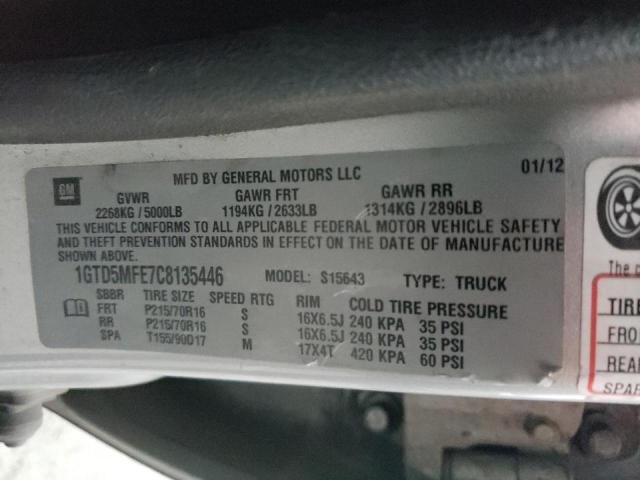 GM
MFD BY GENERAL MOTORS LLC 01/12
GVWR GAWR FRT GAWR RR
2268KG / 5000LB 1194KG / 2633LB 1314KG / 2896LB
THIS VEHICLE CONFORMS TO ALL APPLICABLE FEDERAL MOTOR VEHICLE SAFETY
AND THEFT PREVENTION STANDARDS IN EFFECT ON THE DATE OF MANUFACTURE
SHOWN ABOVE.
1GTD5MFE7C8135446 MODEL: S15643 TYPE: TRUCK
SBBR TIRE SIZE SPEED RTG RIM COLD TIRE PRESSURE
FRT P215/70R16 S 16X6.5J 240 KPA 35 PSI
RR P215/70R16 S 16X6.5J 240 KPA 35 PSI
SPA T155/90D17 M 17X4T 420 KPA 60 PSI
The
TIRE
FRO
REA
SPAR